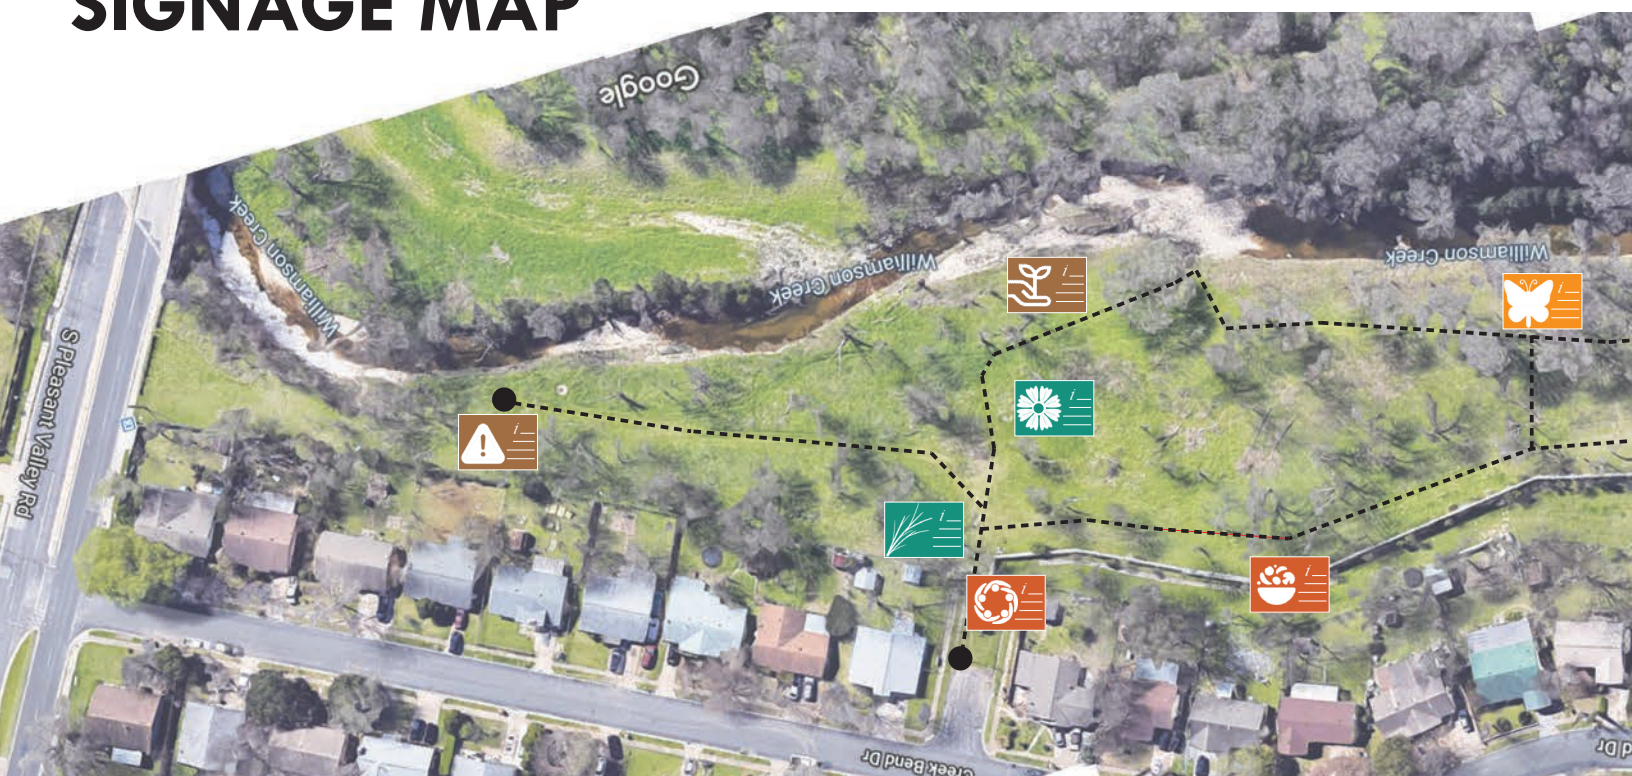 SIGNAGE MAP
Google
Williamson Creek
Williamson Creek
Williamson Creek
S Pleasant Valley Rd
i
i
i
!
i
i
i
i
Creek Bend Dr
d Dr